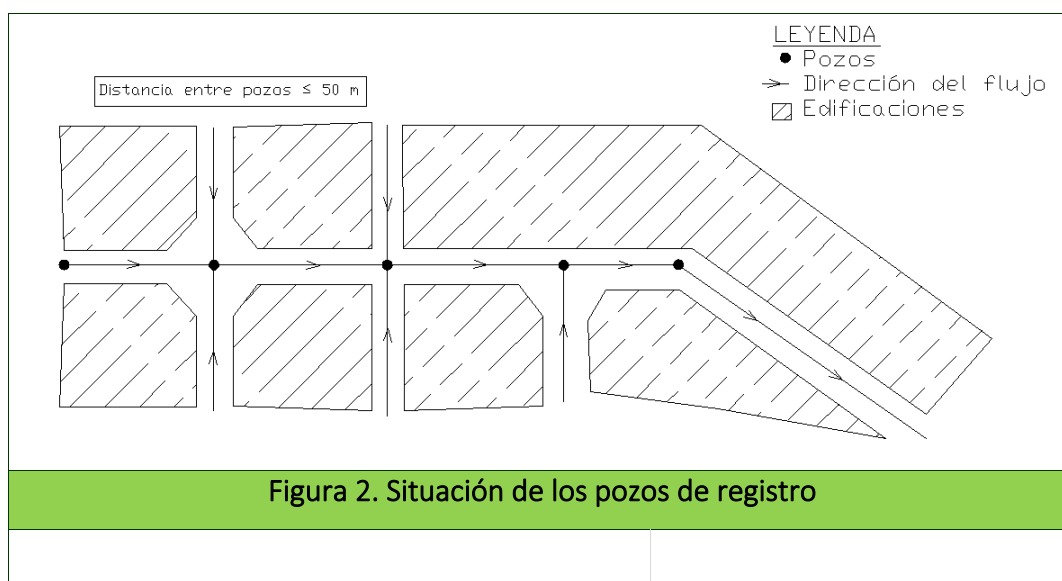 LEYENDA
Pozos
Dirección del flujo
Edificaciones
Distancia entre pozos ≤ 50 m
Figura 2. Situación de los pozos de registro